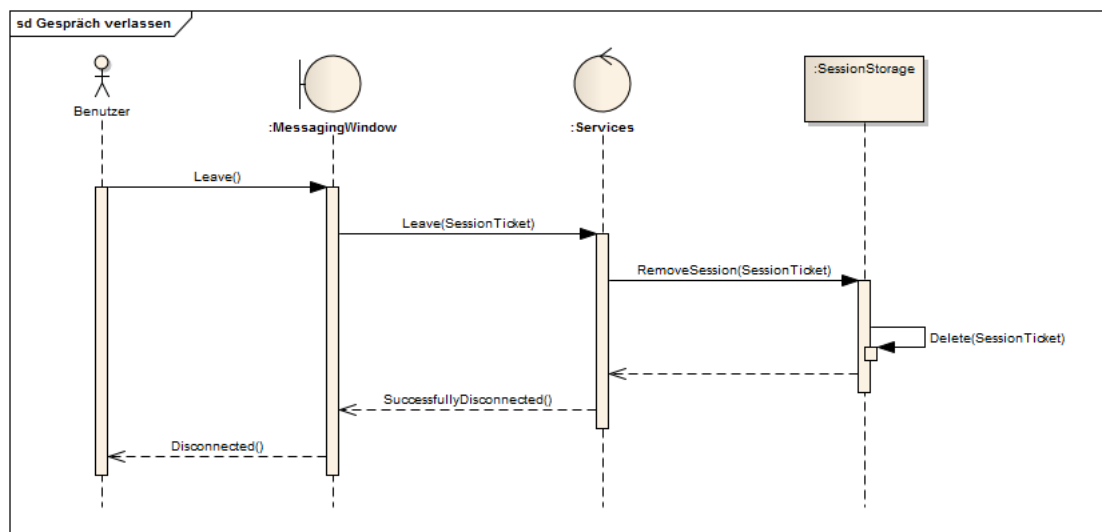 sd Gespräch verlassen
:SessionStorage
Benutzer
:MessagingWindow
:Services
Leave()
Leave(SessionTicket)
RemoveSession(SessionTicket)
Delete(SessionTicket)
SuccessfullyDisconnected()
Disconnected()